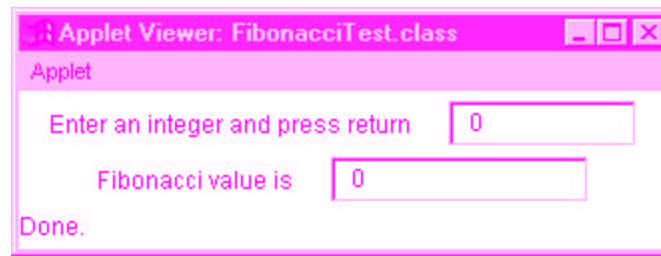 Applet Viewer: FibonacciTest.class
Applet
Enter an integer and press return 0
Fibonacci value is 0
Done.